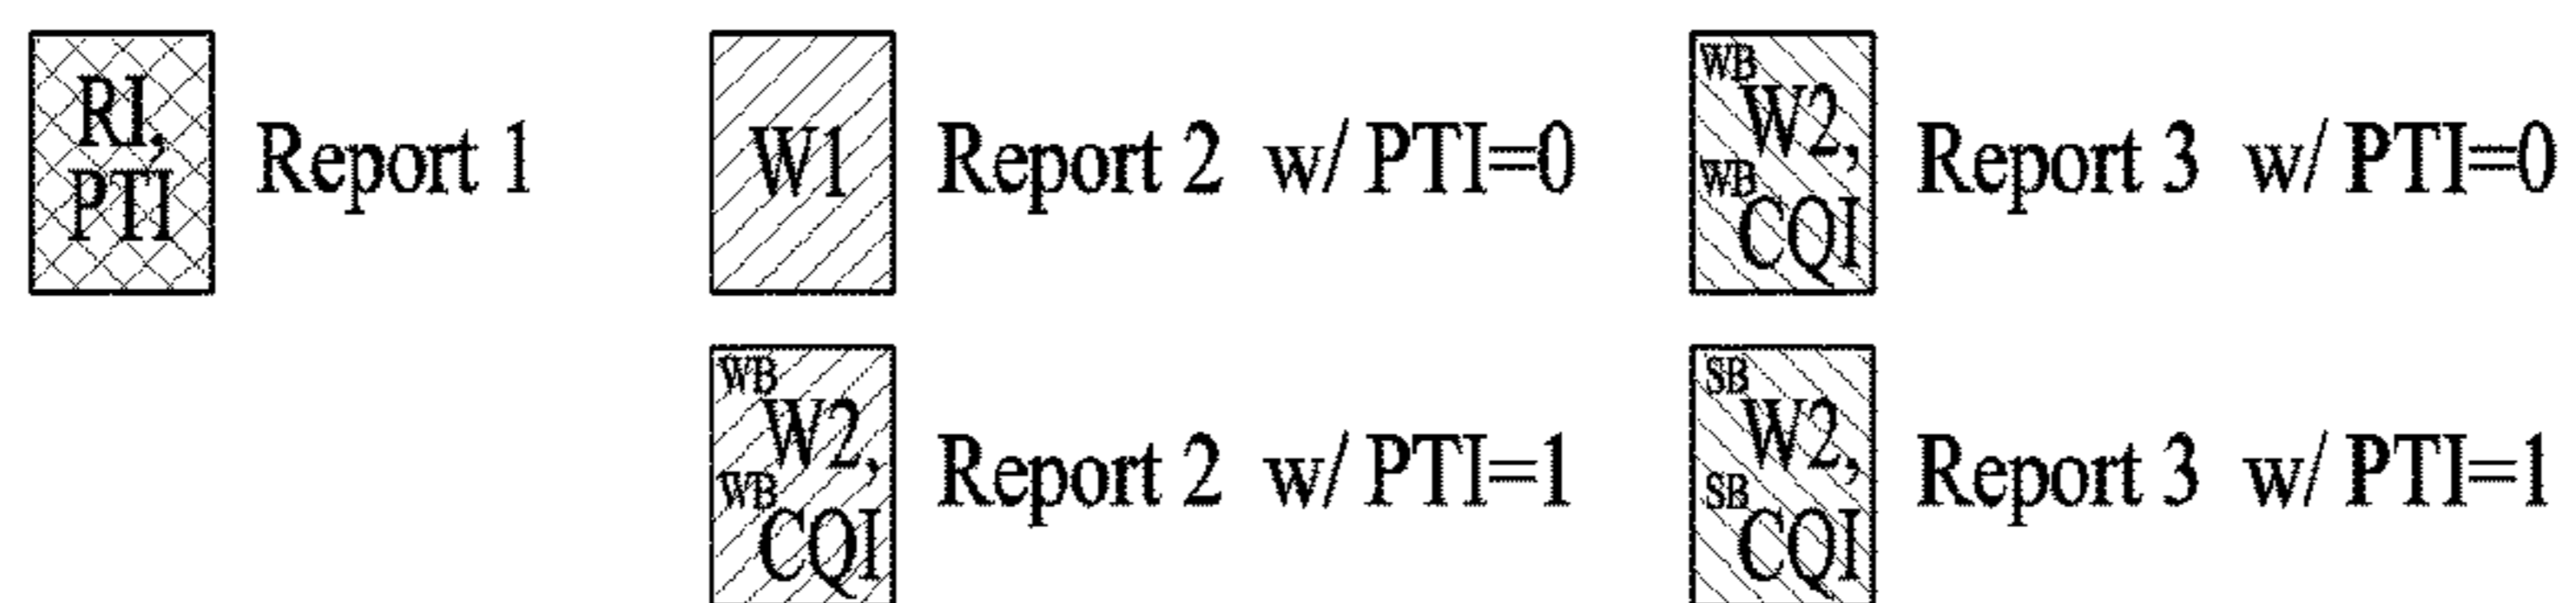 RI,
PTI
Report 1
W1
Report 2 w/ PTI=0
WB
W2,
WB
CQI
Report 3 w/ PTI=0
WB
W2,
WB
CQI
Report 2 w/ PTI=1
SB
W2,
SB
CQI
Report 3 w/ PTI=1